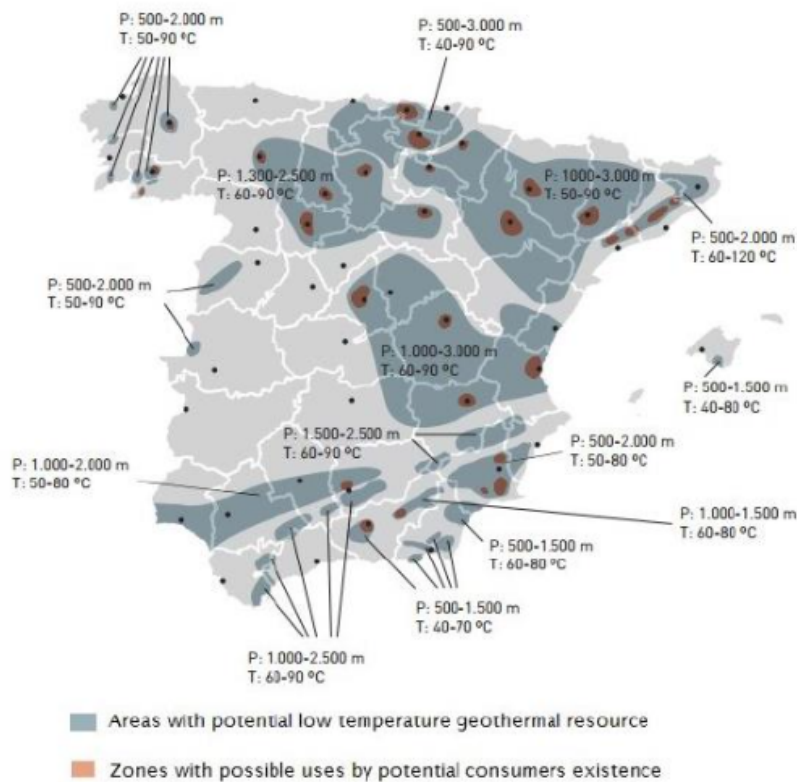 P: 500-2.000 m
T: 50-90 ºC
P: 500-3.000 m
T: 40-90 ºC
P: 1.300-2.500 m
T: 60-90 ºC
P: 1000-3.000 m
T: 50-90 ºC
P: 500-2.000 m
T: 60-120 ºC
P: 500-2.000 m
T: 50-90 ºC
P: 1.000-3.000 m
T: 60-90 ºC
P: 500-1.500 m
T: 40-80 ºC
P: 1.500-2.500 m
T: 60-90 ºC
P: 500-2.000 m
T: 50-80 ºC
P: 1.000-2.000 m
T: 50-80 ºC
P: 1.000-1.500 m
T: 60-80 ºC
P: 500-1.500 m
T: 60-80 ºC
P: 500-1.500 m
T: 40-70 ºC
P: 1.000-2.500 m
T: 60-90 ºC
Areas with potential low temperature geothermal resource
Zones with possible uses by potential consumers existence